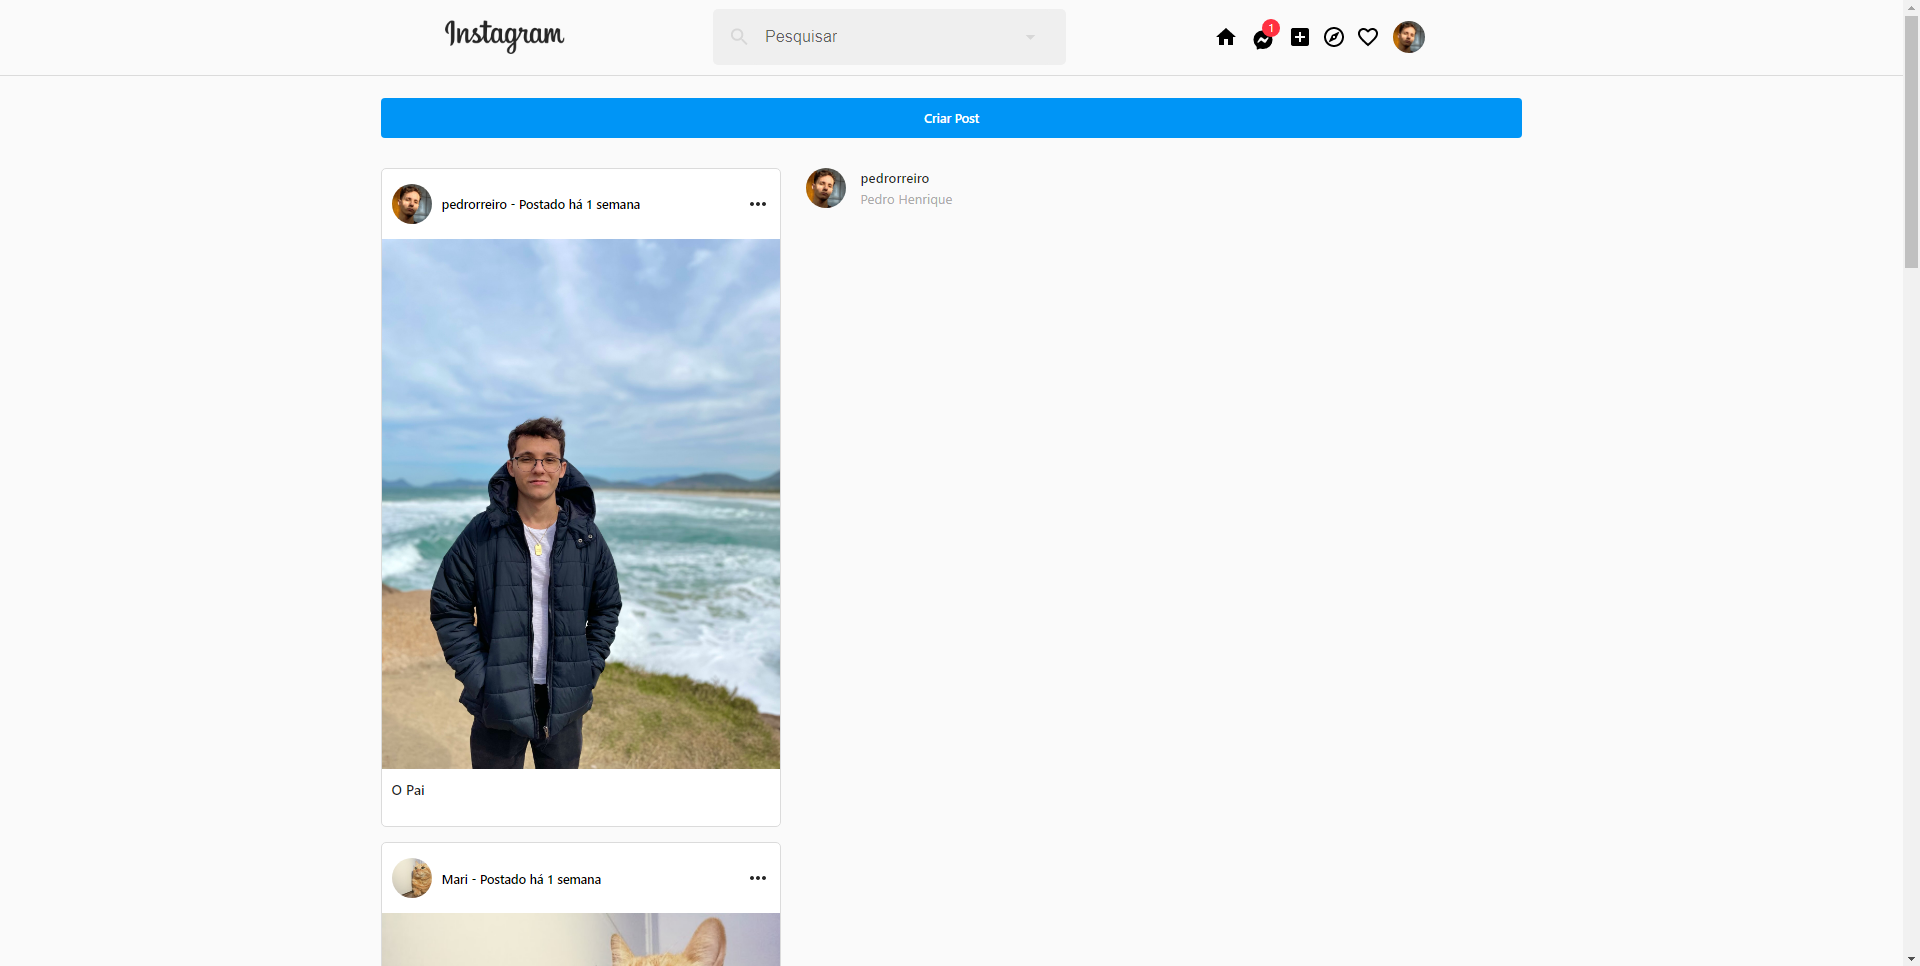 Instagram
Pesquisar
1
Criar Post
pedrorreiro - Postado há 1 semana
pedrorreiro
Pedro Henrique
O Pai
Mari - Postado há 1 semana